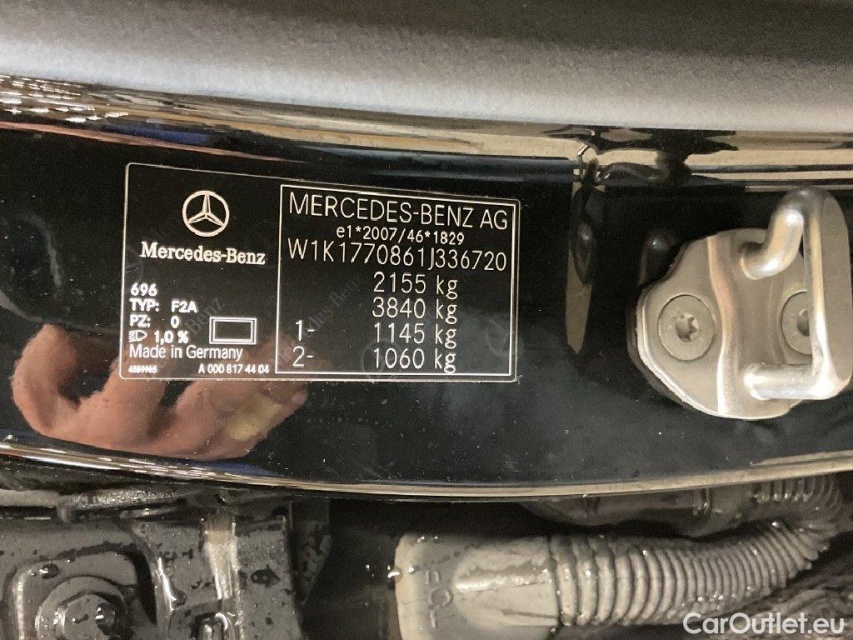 Mercedes-Benz
696
TYP: F2A
PZ: 0
1,0 %
Made in Germany
A 000 817 44 04
MERCEDES-BENZ AG
e1*2007/46*1829
W1K1770861J336720
2155 kg
3840 kg
1- 1145 kg
2- 1060 kg
CarOutlet.eu